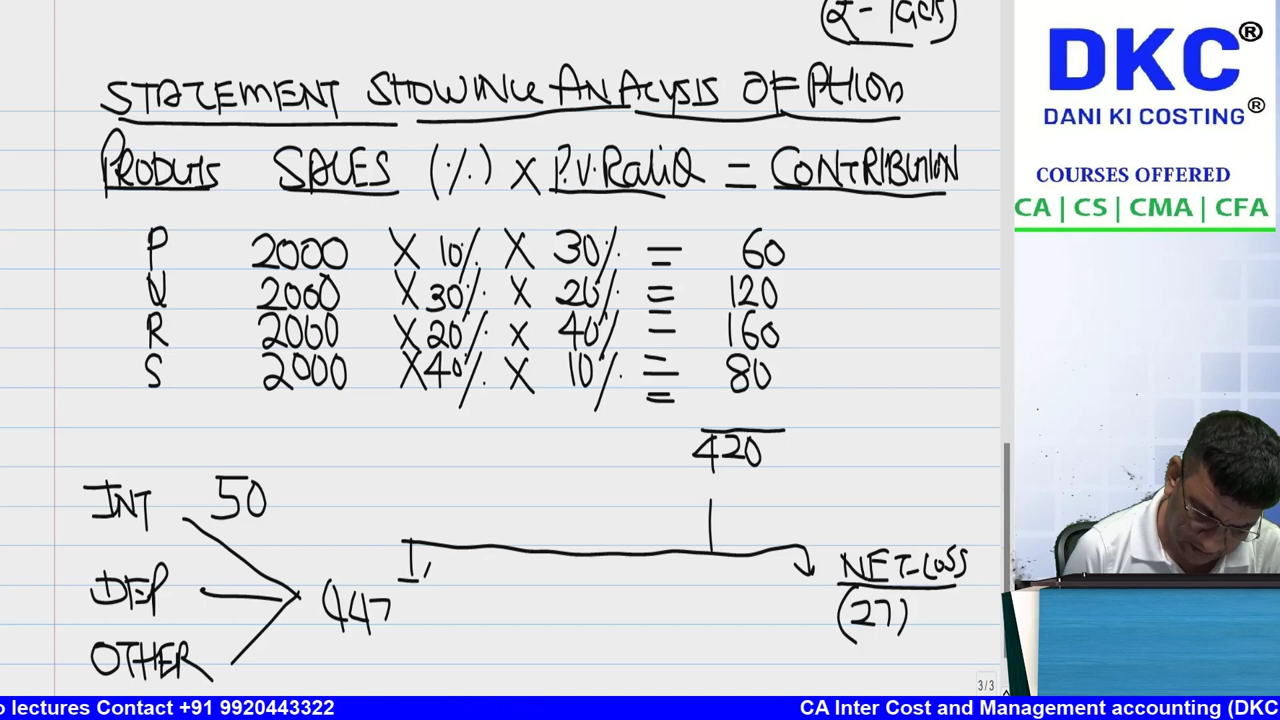 (₹ - lacs)
STATEMENT SHOWING ANALYSIS OF
PRODUCTS SALES (%) X P.V. Ratio = CONTRIBUTION
P 2000 X 10% X 30% = 60
Q 2000 X 30% X 20% = 120
R 2000 X 20% X 40% = 160
S 2000 X 40% X 10% = 80
420
INT 50
DEP
OTHER
447
NET-LOSS
(27)
3/3
DKC®
DANI KI COSTING®
COURSES OFFERED
CA | CS | CMA | CFA
o lectures Contact +91 9920443322
CA Inter Cost and Management accounting (DKC